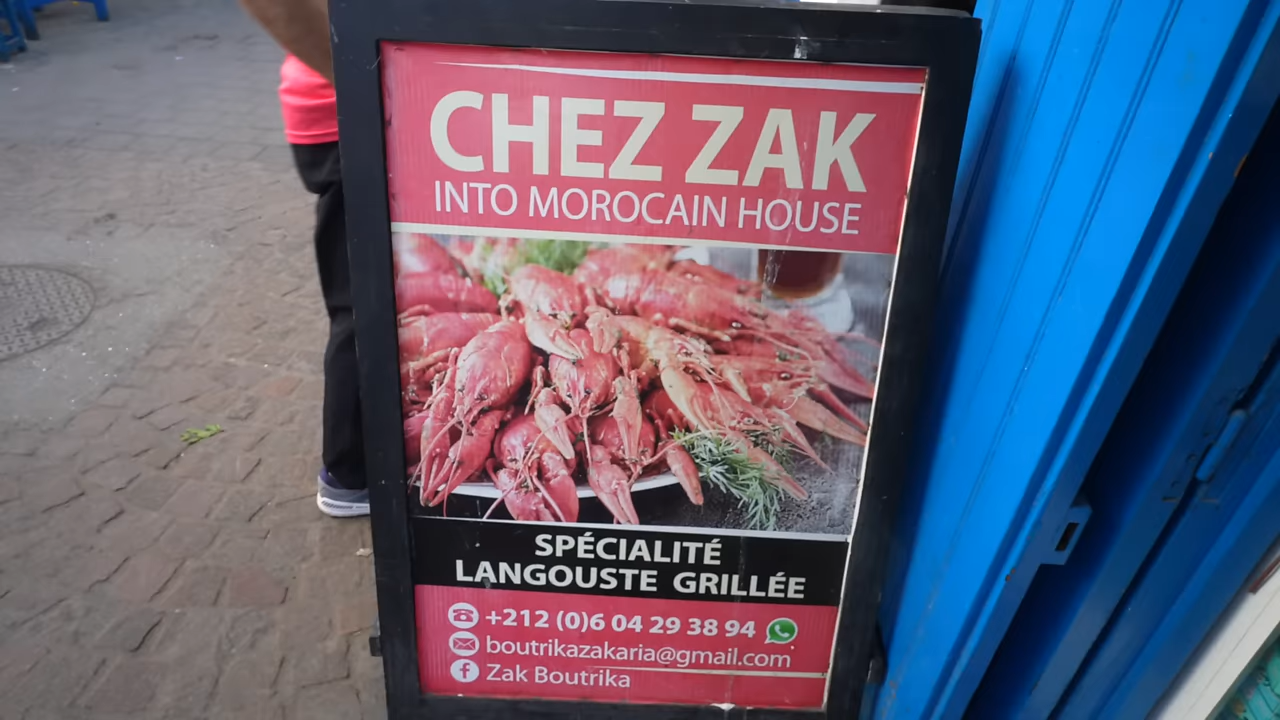 CHEZ ZAK
INTO MOROCAIN HOUSE
SPÉCIALITÉ
LANGOUSTE GRILLÉE
+212 (0)6 04 29 38 94
boutrikazakaria@gmail.com
f Zak Boutrika